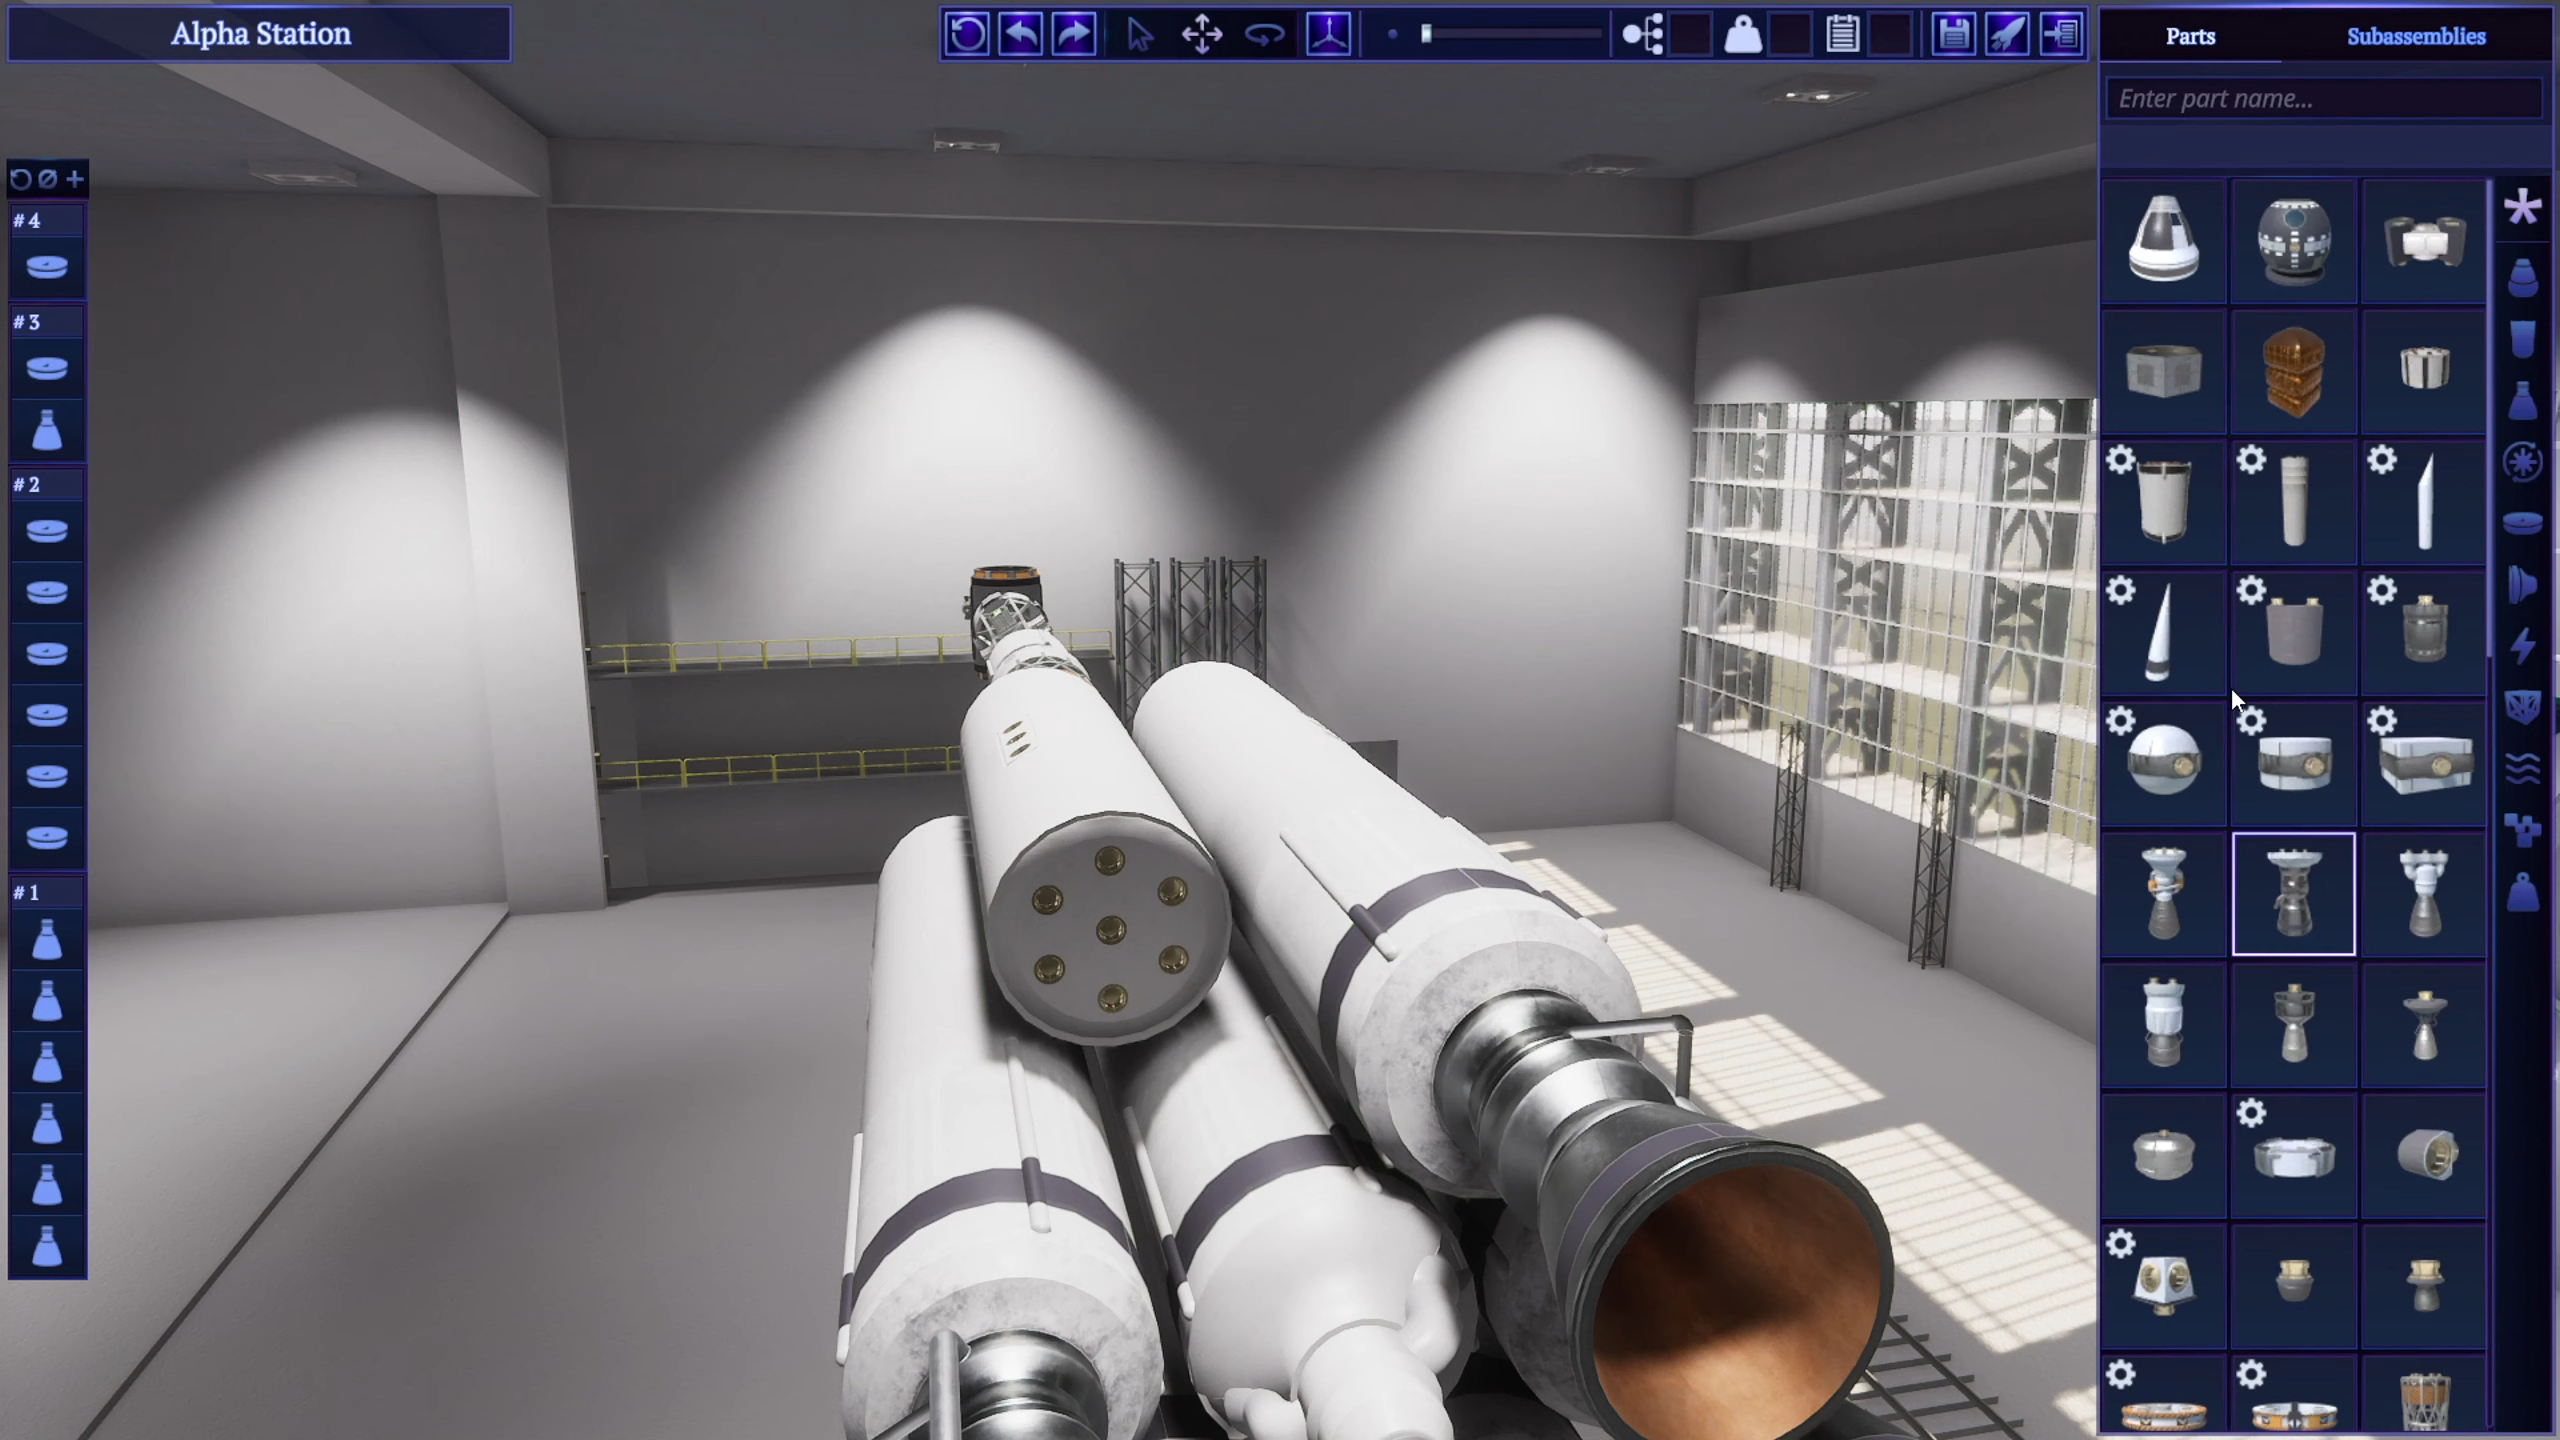 Alpha Station
Parts
Subassemblies
Enter part name...
#4
#3
#2
#1